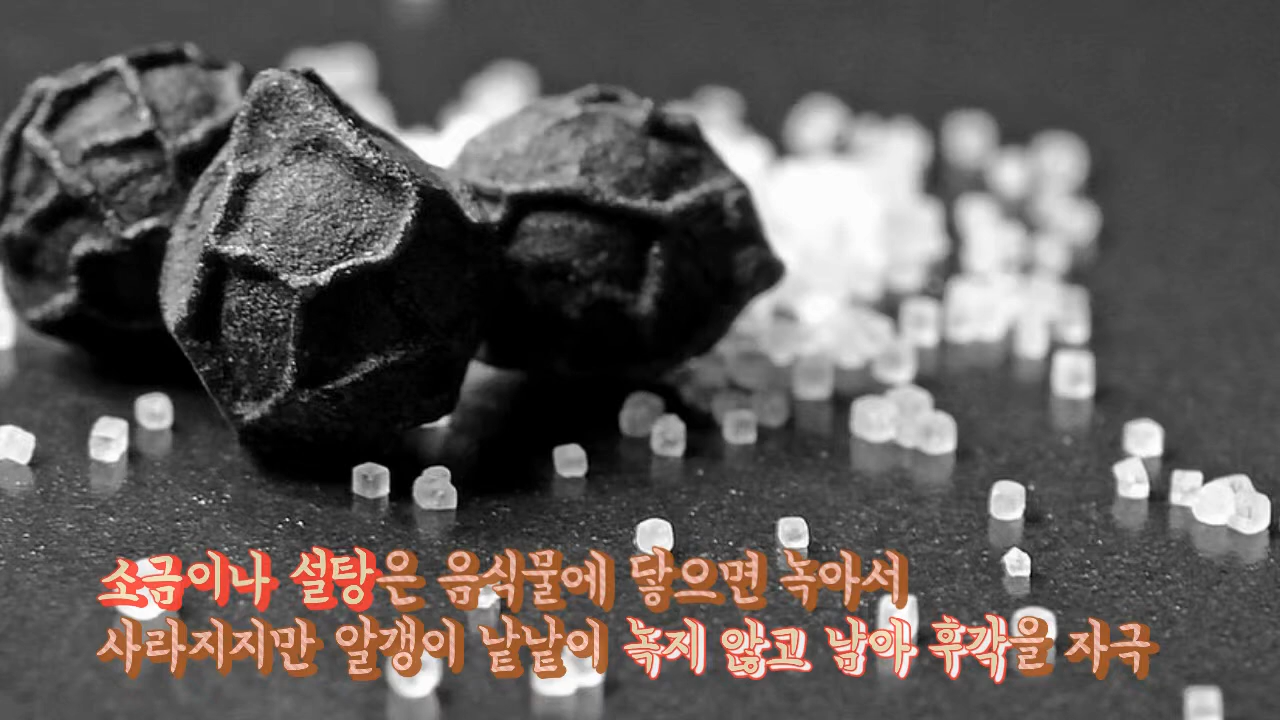 소금이나 설탕은 음식물에 닿으면 녹아서
사라지지만 알갱이 낱낱이 녹지 않고 남아 후각을 자극